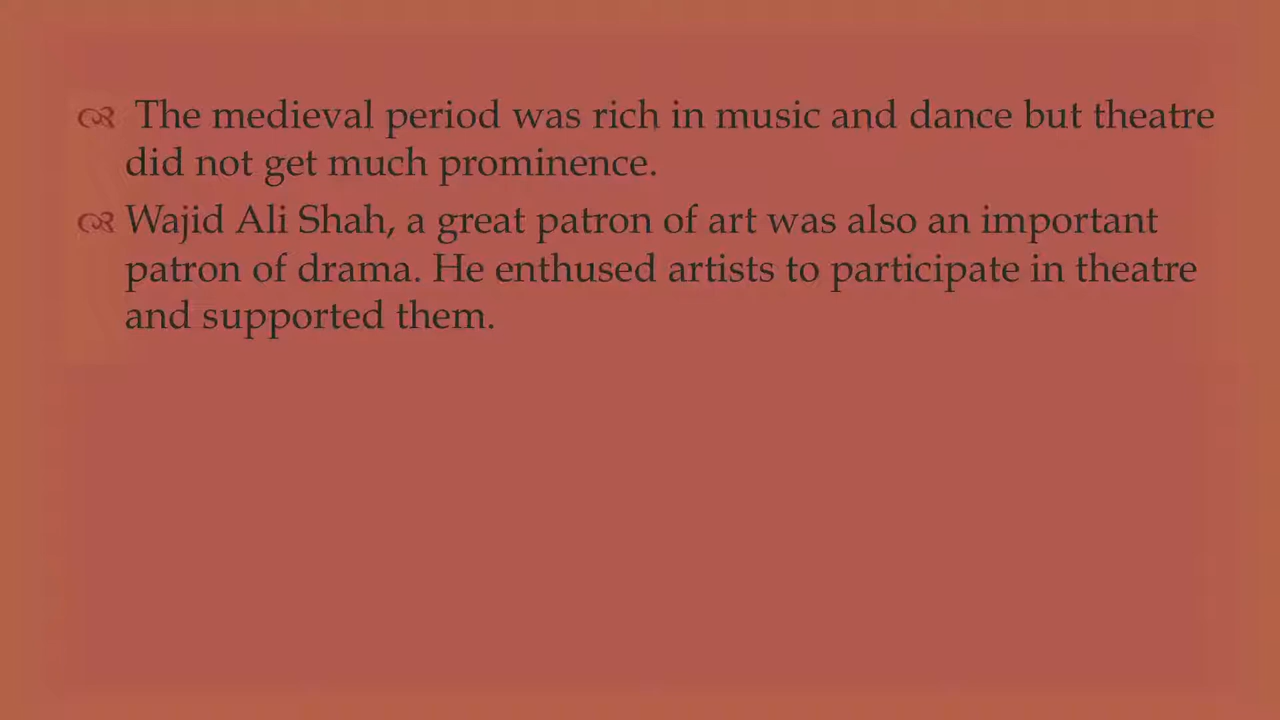 The medieval period was rich in music and dance but theatre
did not get much prominence.
Wajid Ali Shah, a great patron of art was also an important
patron of drama. He enthused artists to participate in theatre
and supported them.